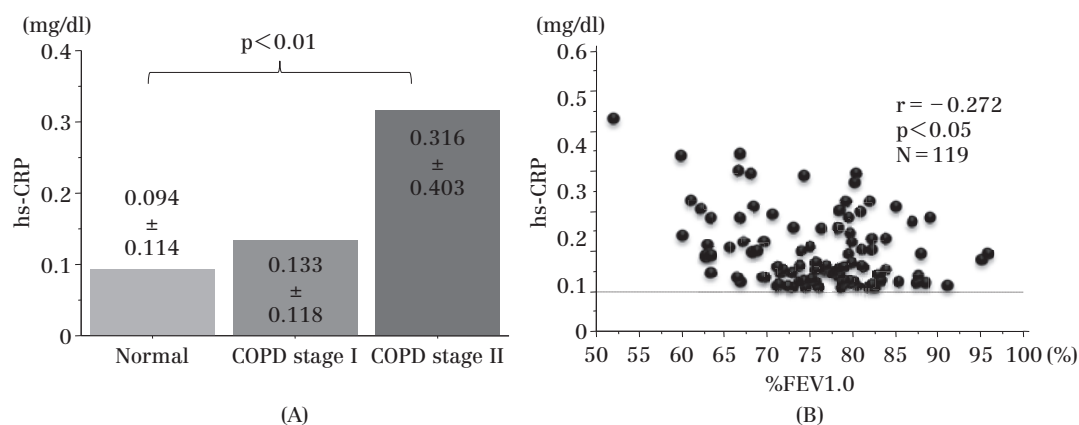 (mg/dl)
0.4
0.3
0.2
0.1
0
hs-CRP
p<0.01
0.094
±
0.114
0.133
±
0.118
0.316
±
0.403
Normal
COPD stage I
COPD stage II
(A)
(mg/dl)
0.6
0.5
0.4
0.3
0.2
0.1
0
hs-CRP
r = −0.272
p<0.05
N=119
50 55 60 65 70 75 80 85 90 95 100 (%)
%FEV1.0
(B)